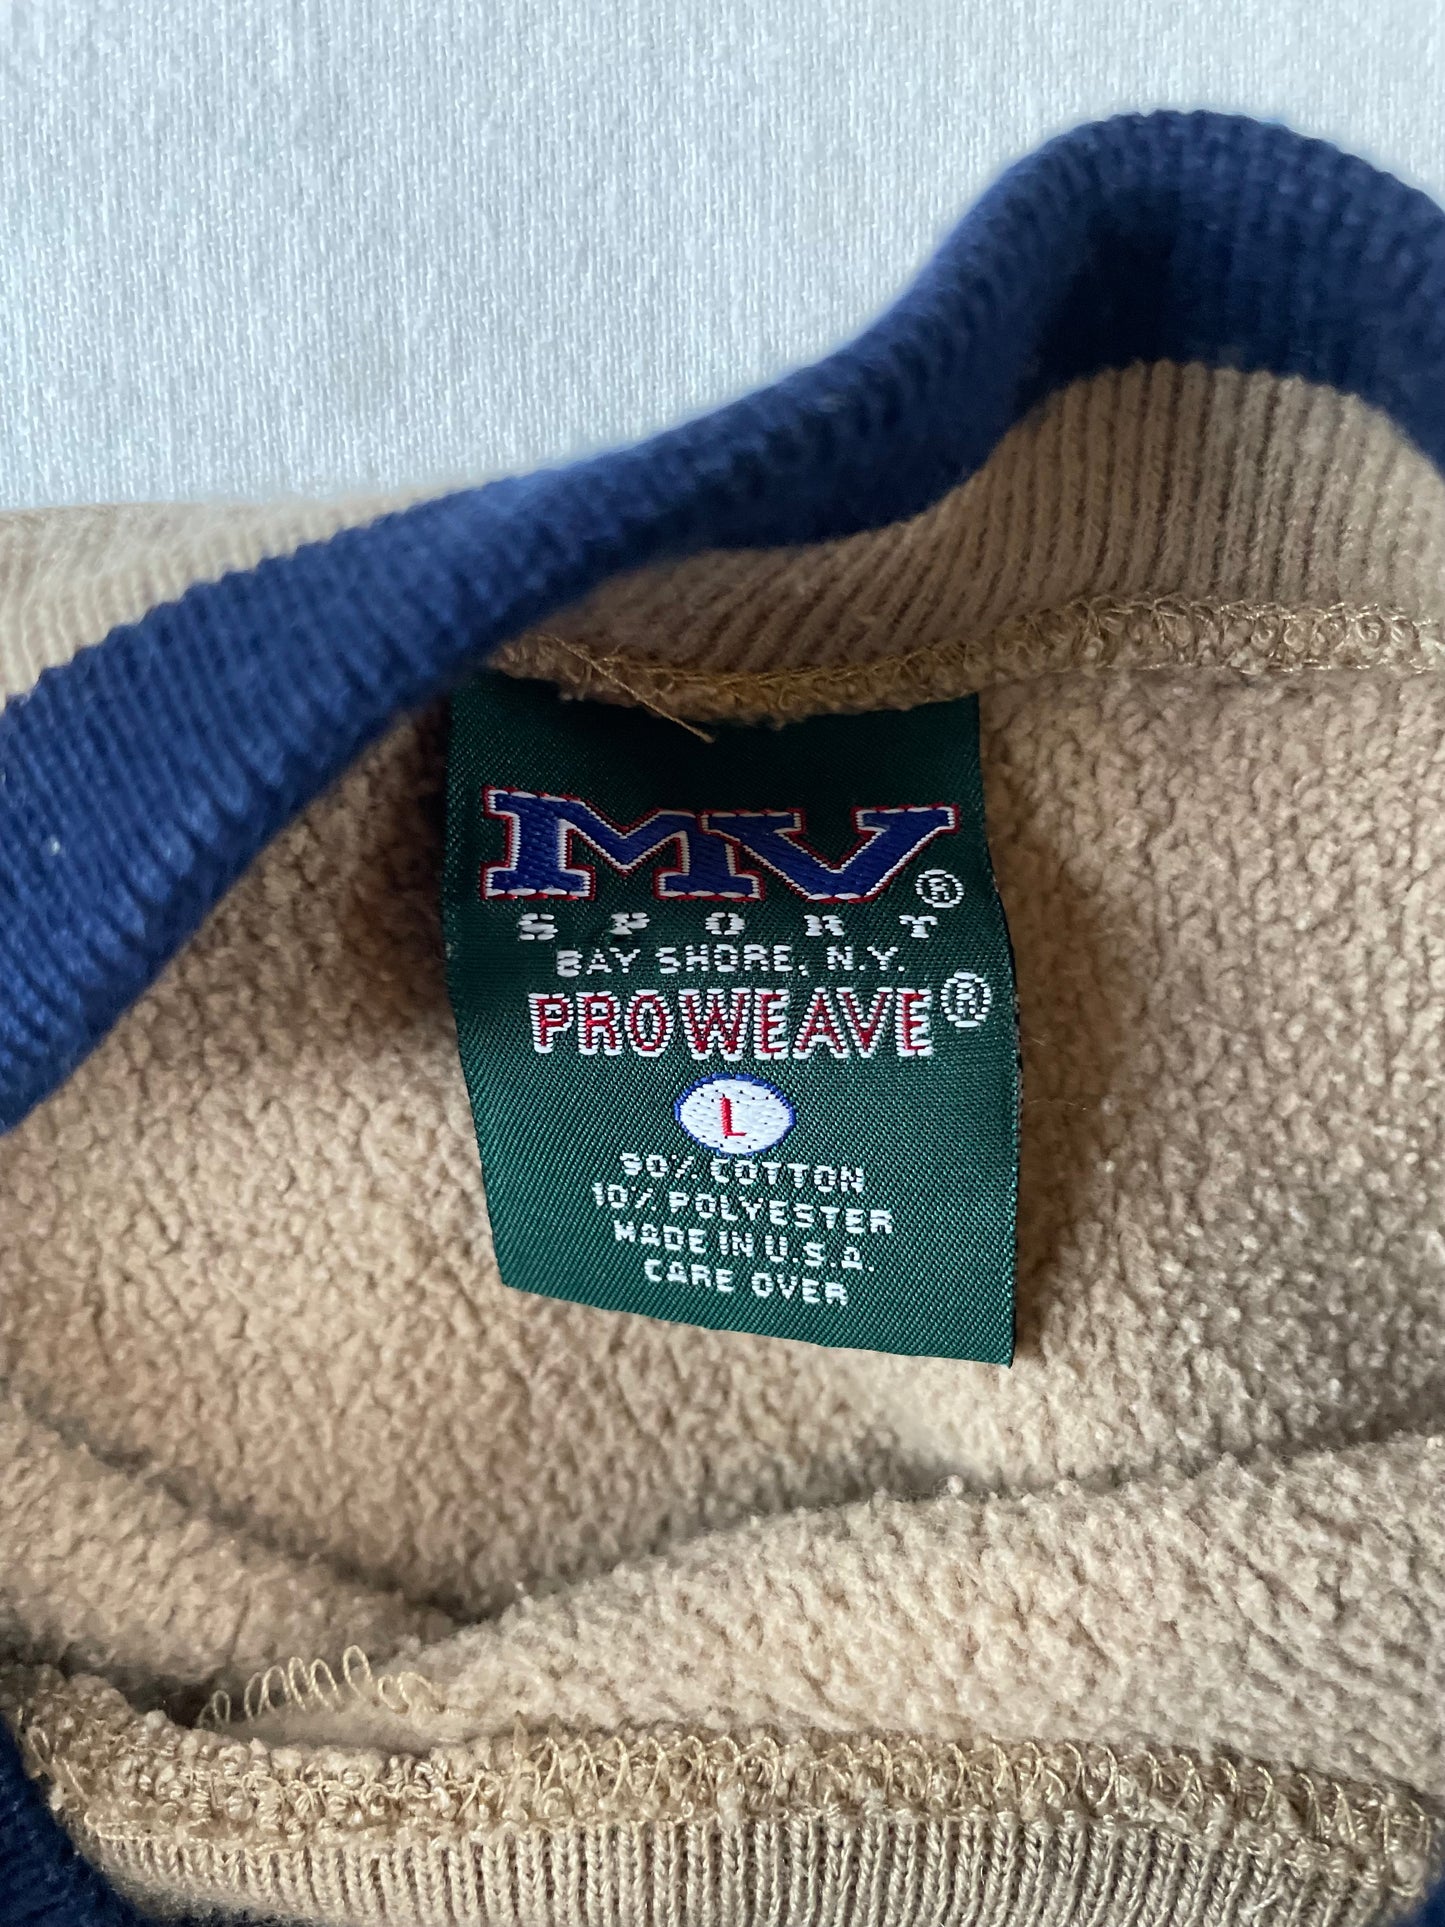 MV®
SPORT
BAY SHORE, N.Y.
PROWEAVE®
L
90% COTTON
10% POLYESTER
MADE IN U.S.A.
CARE OVER